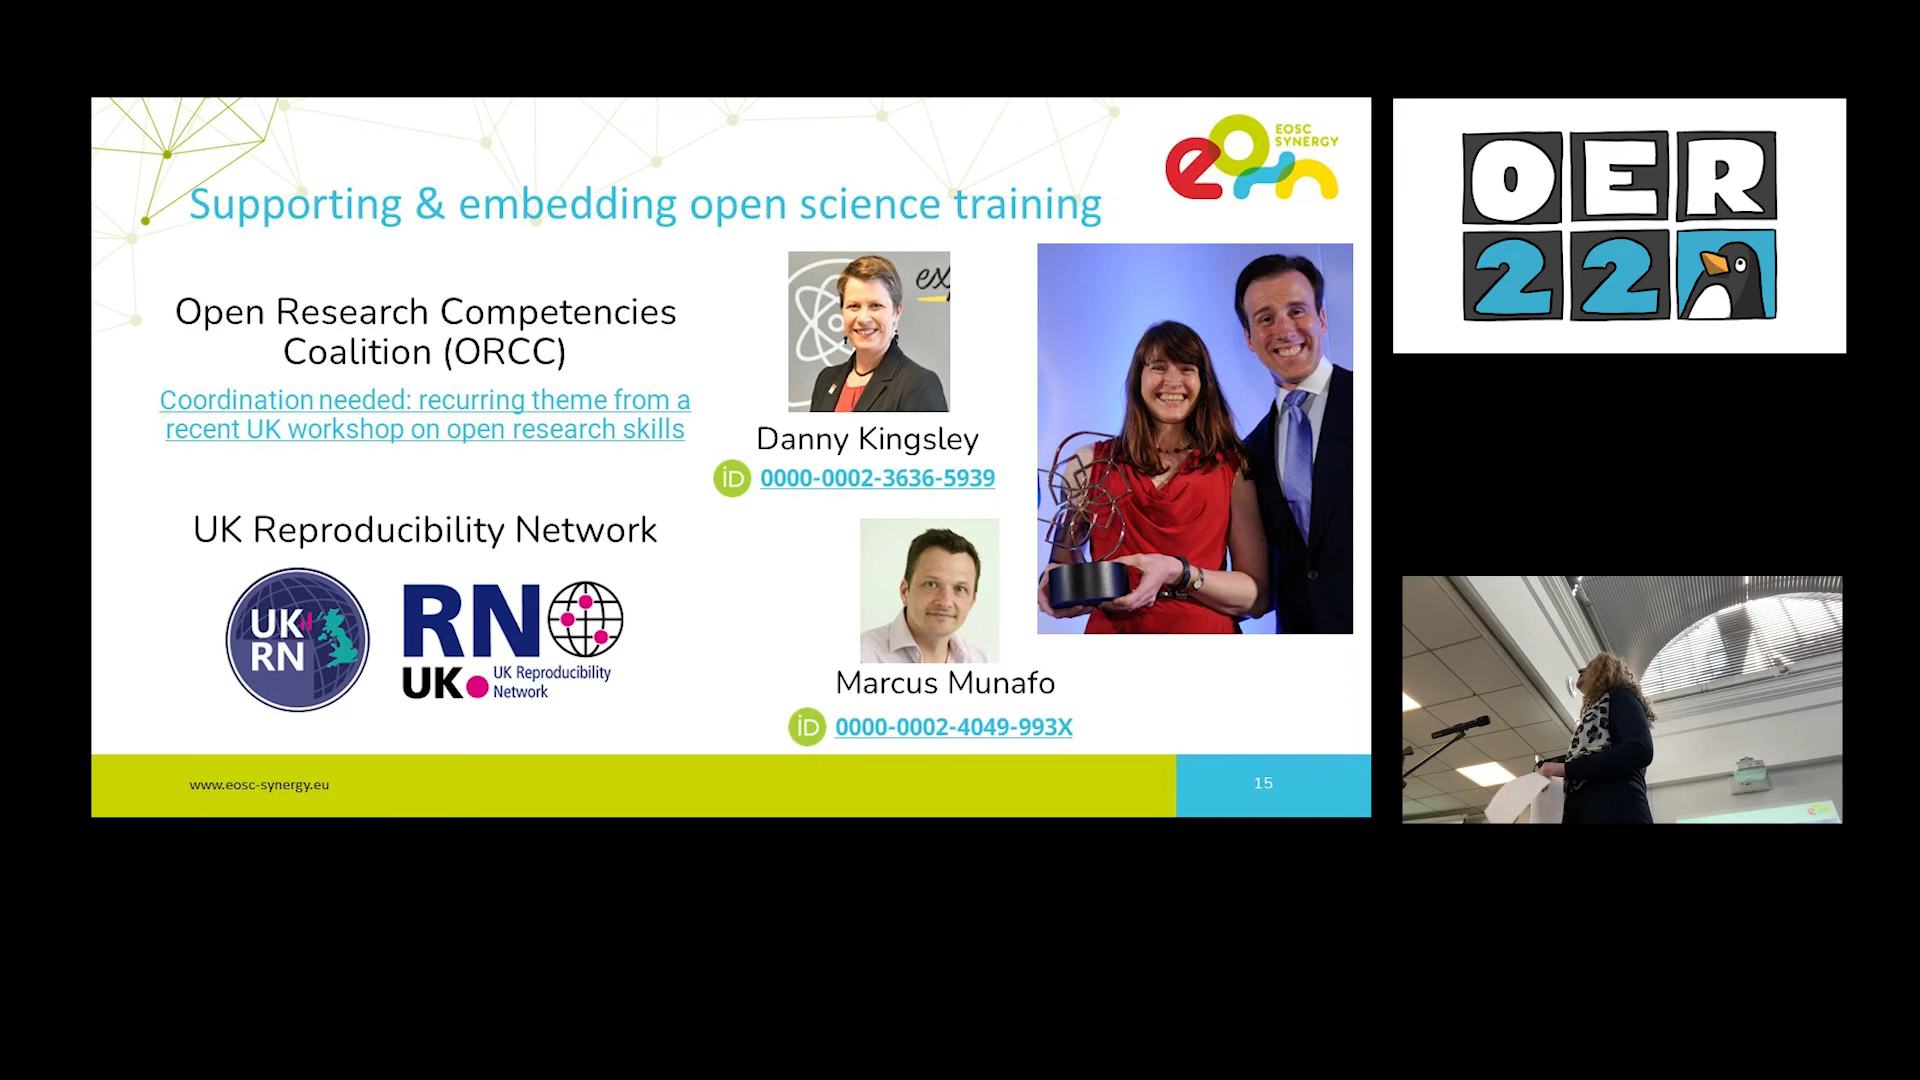 Supporting & embedding open science training
EOSC
SYNERGY
Open Research Competencies
Coalition (ORCC)
Coordination needed: recurring theme from a
recent UK workshop on open research skills
UK Reproducibility Network
UK
RN
RN
UK
UK Reproducibility
Network
Danny Kingsley
iD 0000-0002-3636-5939
Marcus Munafo
iD 0000-0002-4049-993X
www.eosc-synergy.eu
15
OER
22